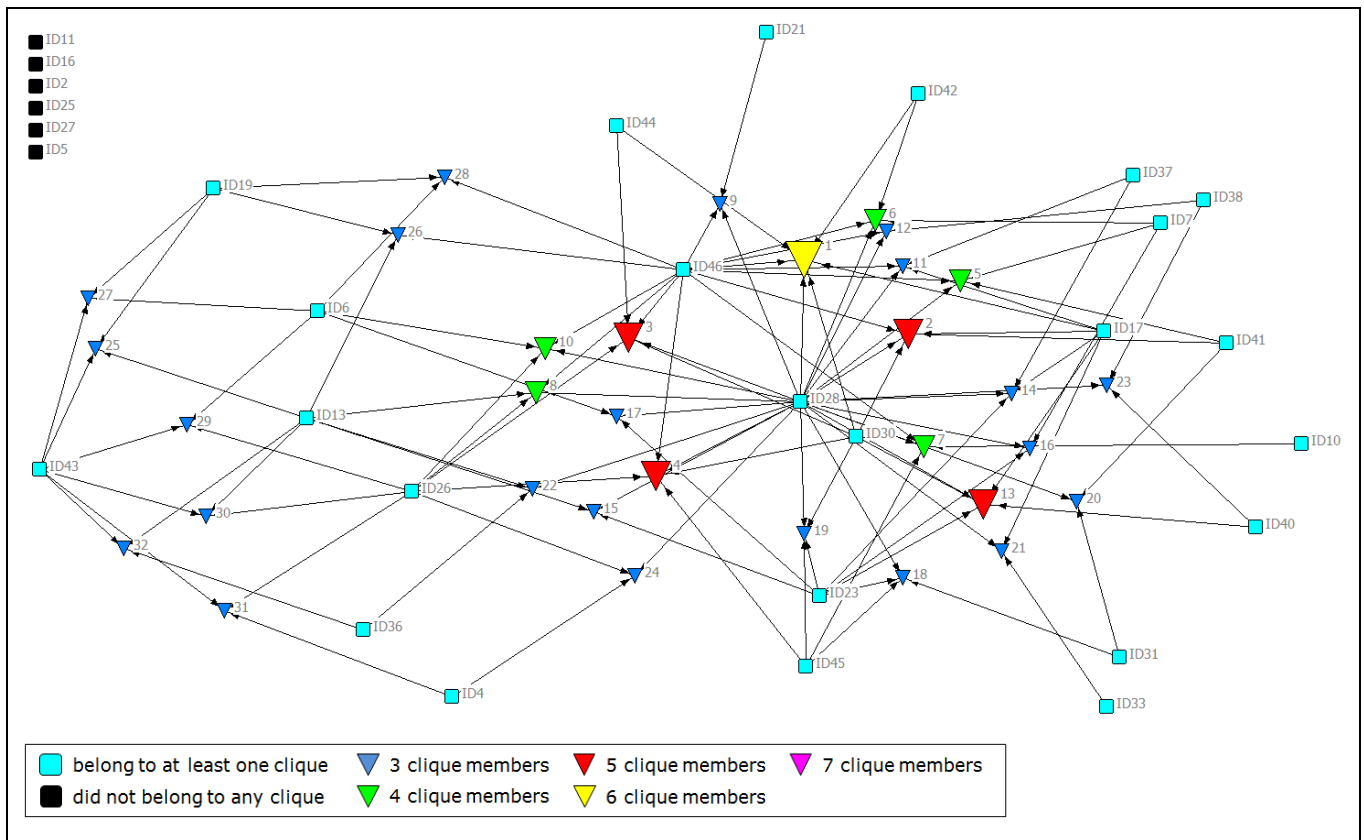 ID21
ID11
ID16
ID2
ID25
ID27
ID5
ID42
ID44
ID37
28
ID19
ID38
9
6
ID7
12
26
1
11
ID46
5
27
ID6
3
2
ID17
10
ID41
25
8
14
23
ID28
17
29
ID13
ID30
7
16
ID10
4
ID43
22
ID26
13
20
15
30
ID40
19
32
21
24
18
ID23
31
ID36
ID31
ID45
ID4
ID33
belong to at least one clique 3 clique members 5 clique members 7 clique members
did not belong to any clique 4 clique members 6 clique members